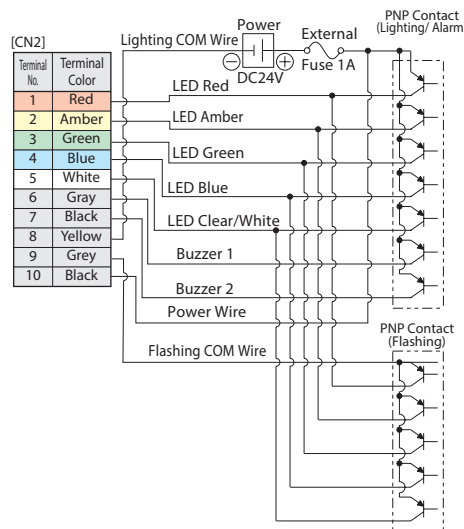 PNP Contact
(Lighting/ Alarm
Power
External
Fuse 1A
DC24V
Lighting COM Wire
[CN2]
Terminal No. Terminal Color
1 Red
2 Amber
3 Green
4 Blue
5 White
6 Gray
7 Black
8 Yellow
9 Grey
10 Black
LED Red
LED Amber
LED Green
LED Blue
LED Clear/White
Buzzer 1
Buzzer 2
Power Wire
Flashing COM Wire
PNP Contact
(Flashing)